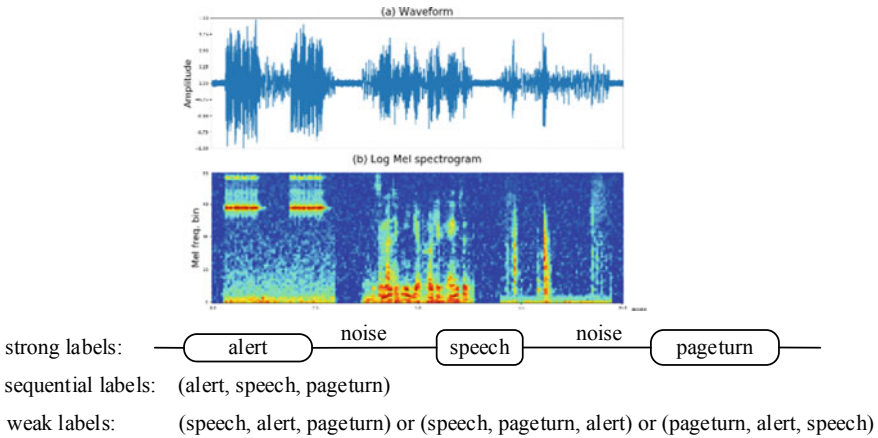 (a) Waveform
Amplitude
(b) Log Mel spectrogram
Mel freq. bin
strong labels: alert noise speech noise pageturn
sequential labels: (alert, speech, pageturn)
weak labels: (speech, alert, pageturn) or (speech, pageturn, alert) or (pageturn, alert, speech)